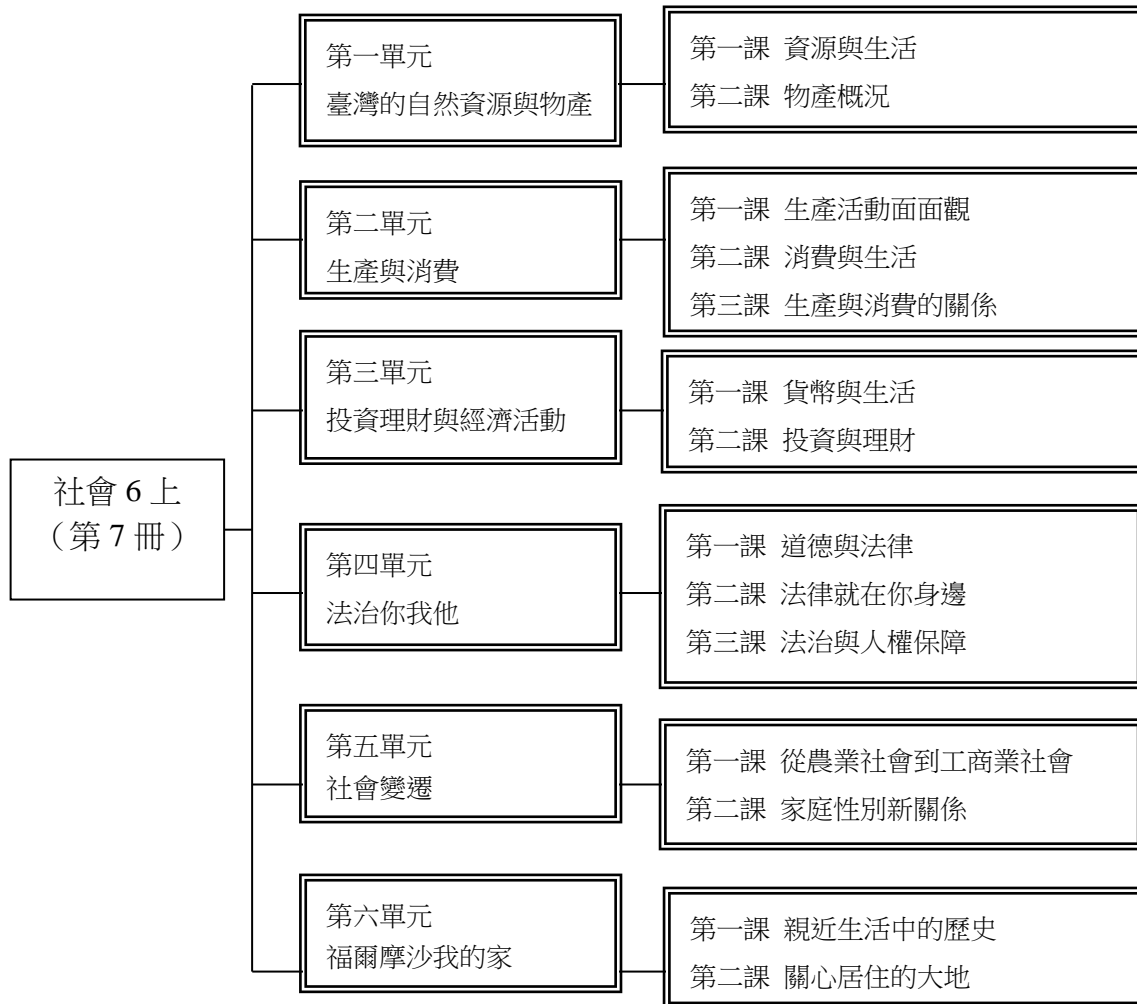 社會 6 上
（第 7 冊）
第一單元
臺灣的自然資源與物產
第一課 資源與生活
第二課 物產概況
第二單元
生產與消費
第一課 生產活動面面觀
第二課 消費與生活
第三課 生產與消費的關係
第三單元
投資理財與經濟活動
第一課 貨幣與生活
第二課 投資與理財
第四單元
法治你我他
第一課 道德與法律
第二課 法律就在你身邊
第三課 法治與人權保障
第五單元
社會變遷
第一課 從農業社會到工商業社會
第二課 家庭性別新關係
第六單元
福爾摩沙我的家
第一課 親近生活中的歷史
第二課 關心居住的大地